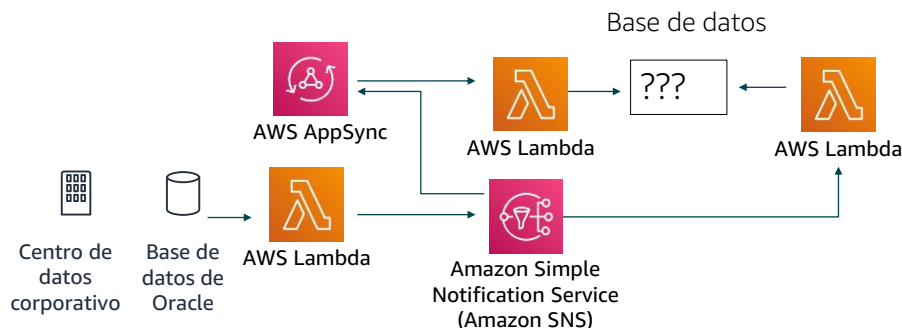 Base de datos
???
AWS AppSync
AWS Lambda
AWS Lambda
Centro de
datos
corporativo
Base de
datos de
Oracle
AWS Lambda
Amazon Simple
Notification Service
(Amazon SNS)